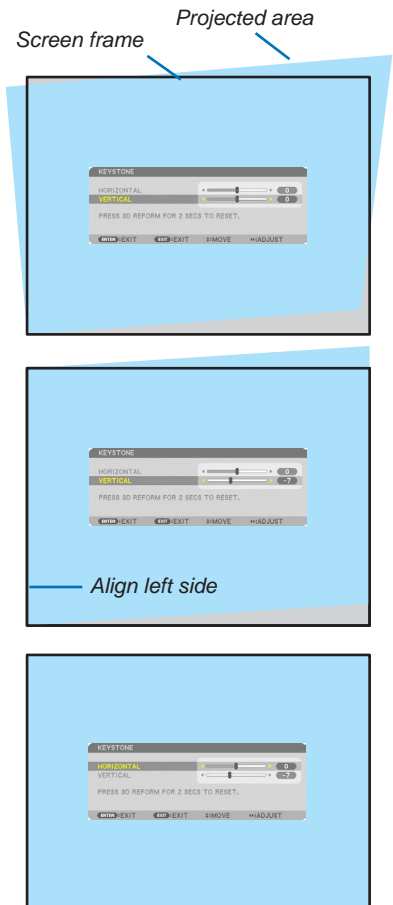 Projected area
Screen frame
KEYSTONE
HORIZONTAL 0
VERTICAL 0
PRESS 3D REFORM FOR 2 SECS TO RESET.
ENTER :EXIT EXIT :EXIT ↕:MOVE ↔:ADJUST
KEYSTONE
HORIZONTAL 0
VERTICAL -7
PRESS 3D REFORM FOR 2 SECS TO RESET.
ENTER :EXIT EXIT :EXIT ↕:MOVE ↔:ADJUST
Align left side
KEYSTONE
HORIZONTAL 0
VERTICAL -7
PRESS 3D REFORM FOR 2 SECS TO RESET.
ENTER :EXIT EXIT :EXIT ↕:MOVE ↔:ADJUST